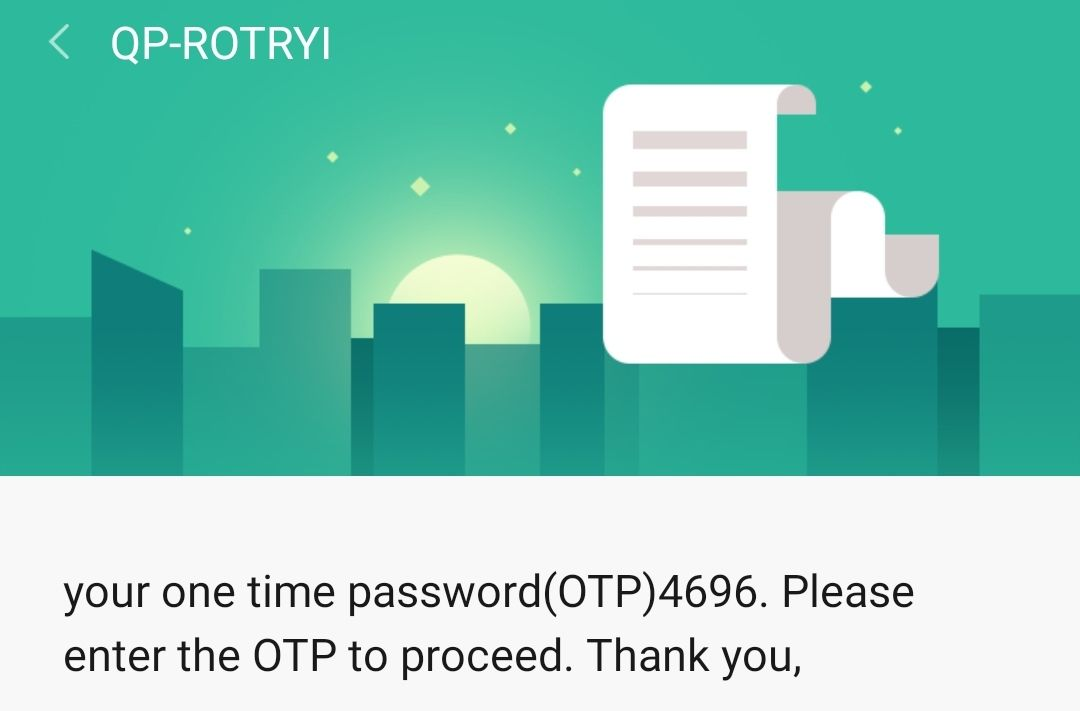 QP-ROTRYI
your one time password(OTP)4696. Please
enter the OTP to proceed. Thank you,